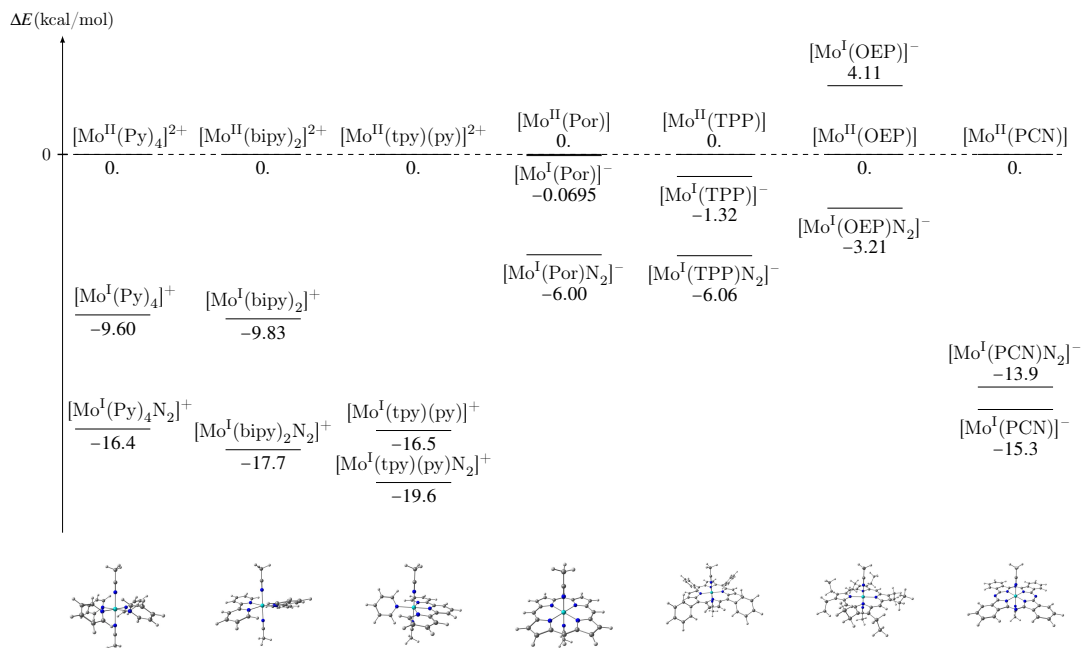 ΔE(kcal/mol)
[Mo^I(OEP)]^−
4.11
[Mo^II(Py)_4]^2+ [Mo^II(bipy)_2]^2+ [Mo^II(tpy)(py)]^2+ [Mo^II(Por)] [Mo^II(TPP)] [Mo^II(OEP)] [Mo^II(PCN)]
0. 0.
0
0. 0. 0. 0. 0.
[Mo^I(Por)]^−
−0.0695
[Mo^I(TPP)]^−
−1.32
[Mo^I(OEP)N_2]^−
−3.21
[Mo^I(Por)N_2]^− [Mo^I(TPP)N_2]^−
−6.00 −6.06
[Mo^I(Py)_4]^+ [Mo^I(bipy)_2]^+
−9.60 −9.83
[Mo^I(PCN)N_2]^−
−13.9
[Mo^I(Py)_4N_2]^+ [Mo^I(tpy)(py)]^+
−16.4 −16.5
[Mo^I(PCN)]^−
−15.3
[Mo^I(bipy)_2N_2]^+
−17.7
[Mo^I(tpy)(py)N_2]^+
−19.6